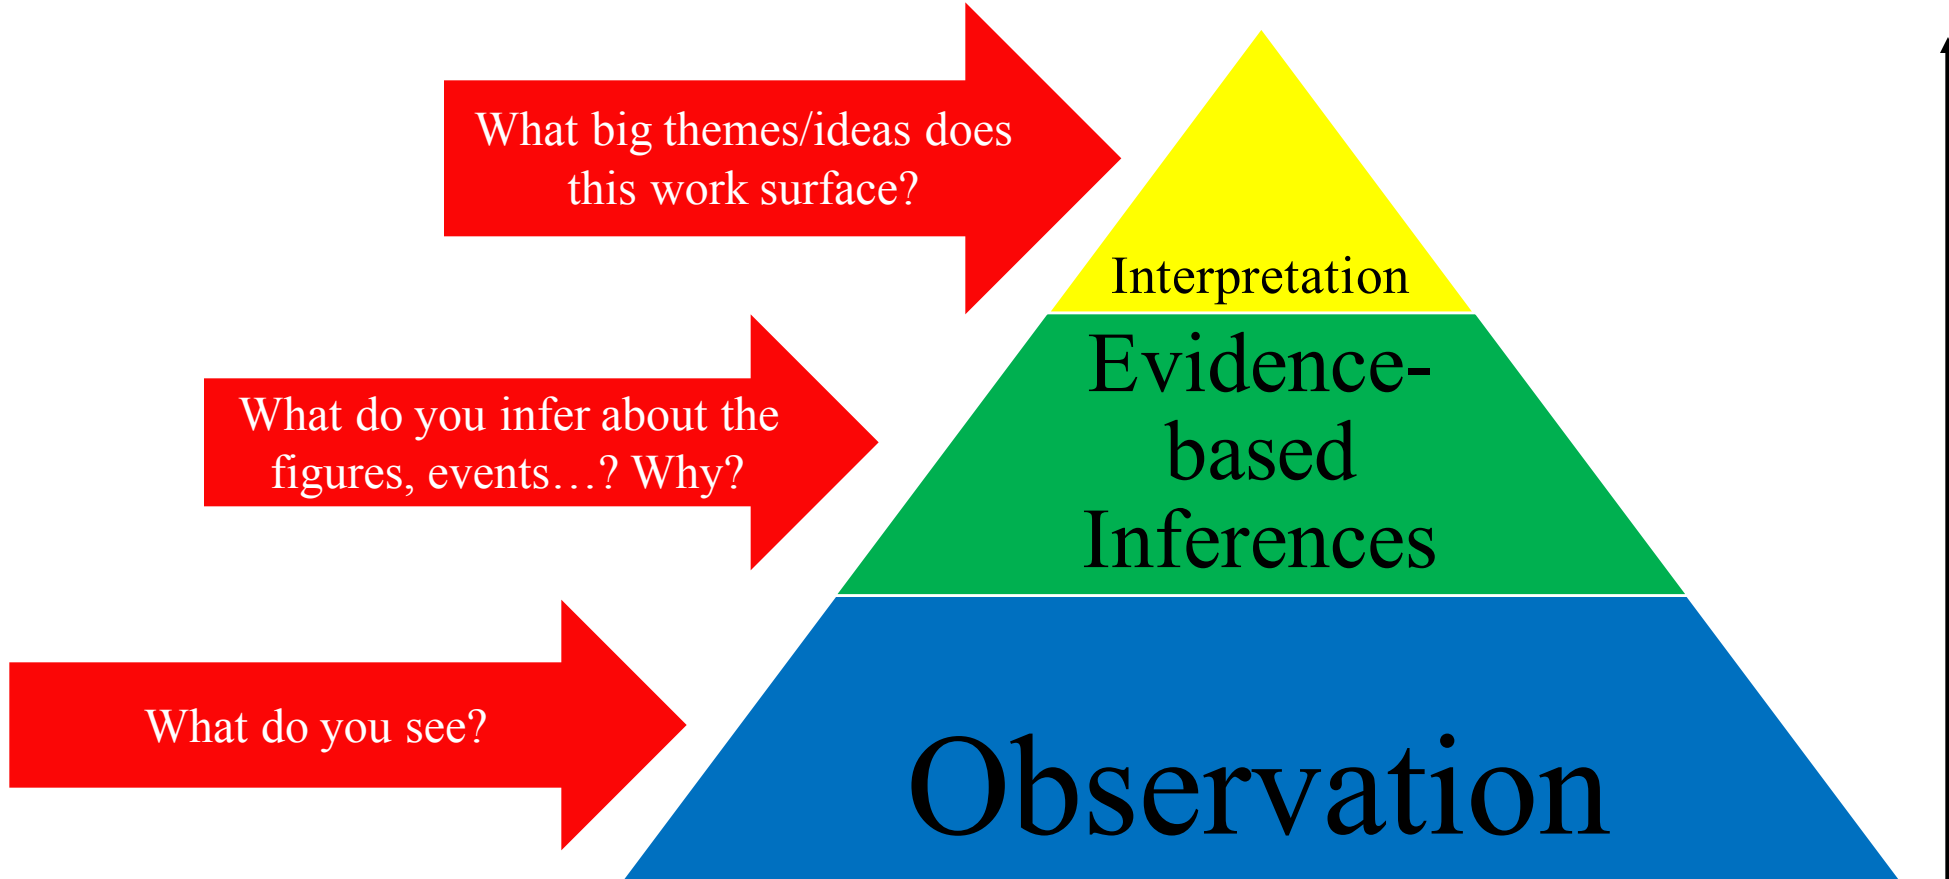 What big themes/ideas does
this work surface?
Interpretation
What do you infer about the
figures, events…? Why?
Evidence-
based
Inferences
What do you see?
Observation